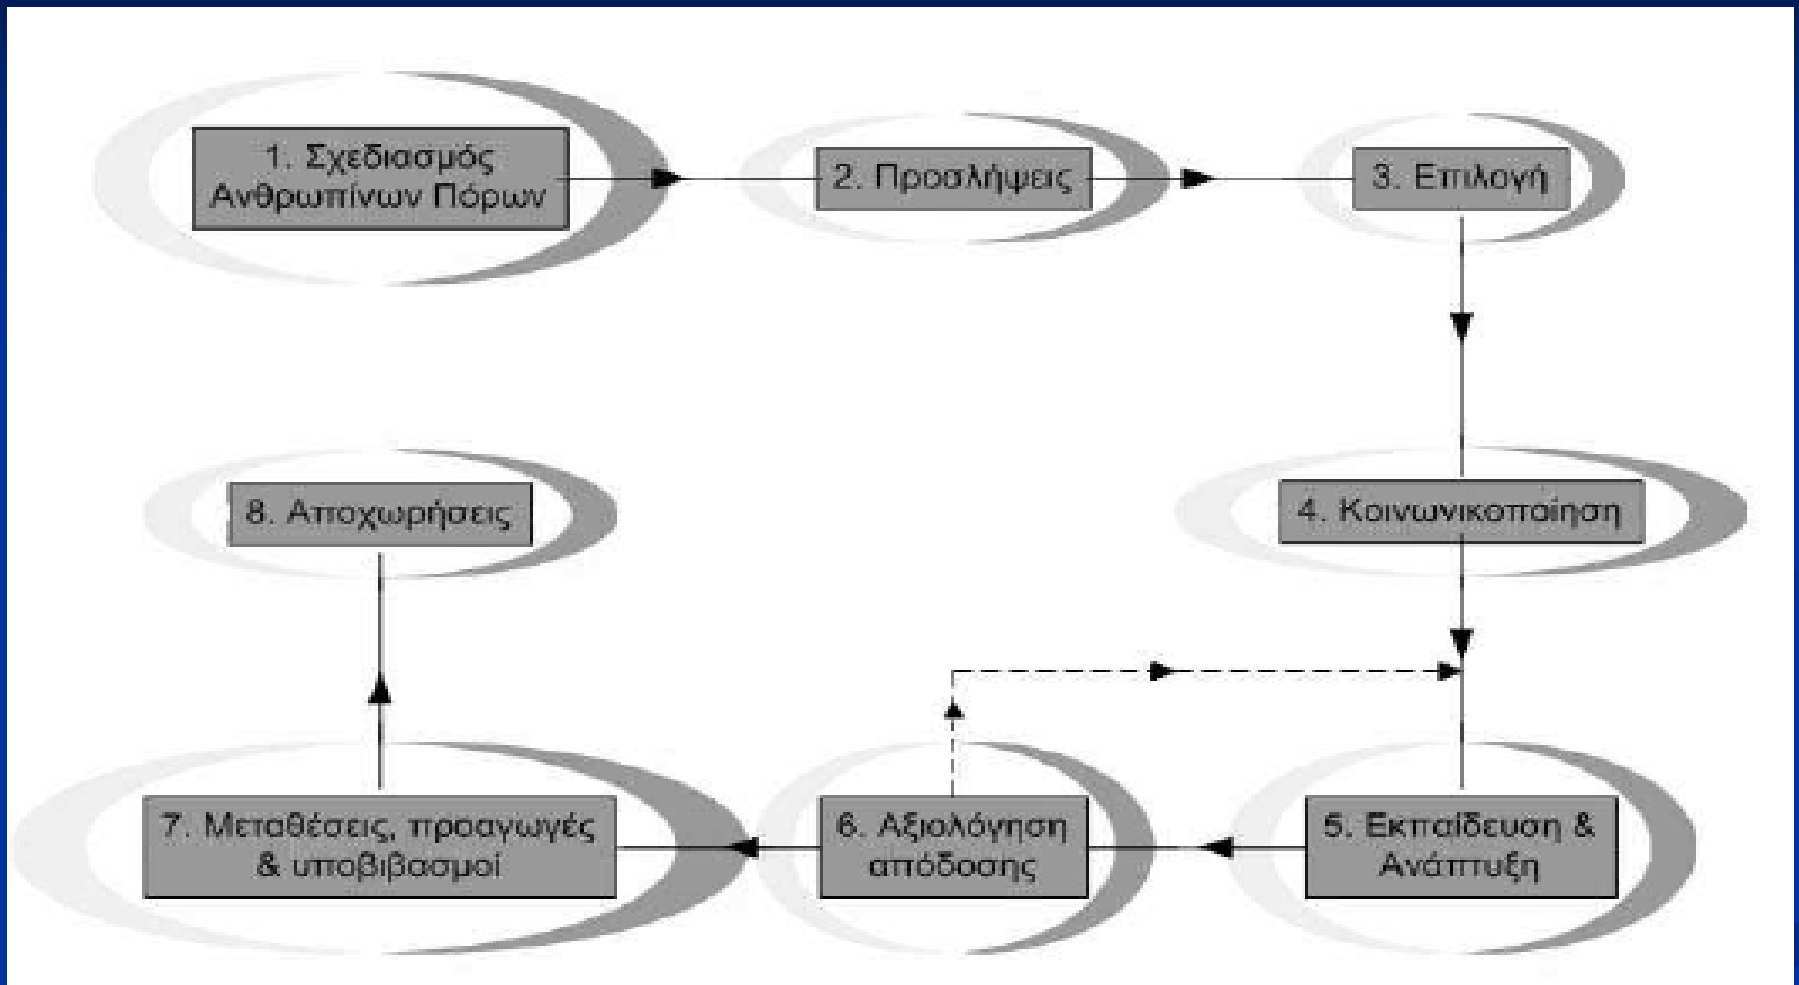 1. Σχεδιασμός
Ανθρωπίνων Πόρων
2. Προσλήψεις
3. Επιλογή
4. Κοινωνικοποίηση
5. Εκπαίδευση &
Ανάπτυξη
6. Αξιολόγηση
απόδοσης
7. Μεταθέσεις, προαγωγές
& υποβιβασμοί
8. Αποχωρήσεις